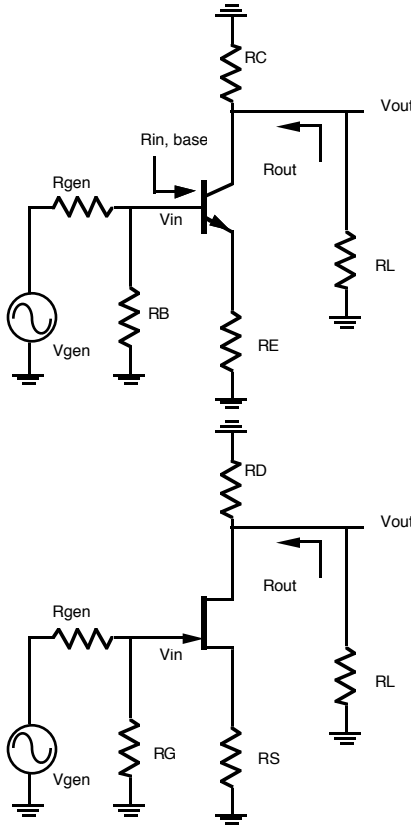 RC
Vout
Rin, base
Rout
Rgen
Vin
RL
RB
RE
Vgen
RD
Vout
Rout
Rgen
Vin
RL
RG
RS
Vgen